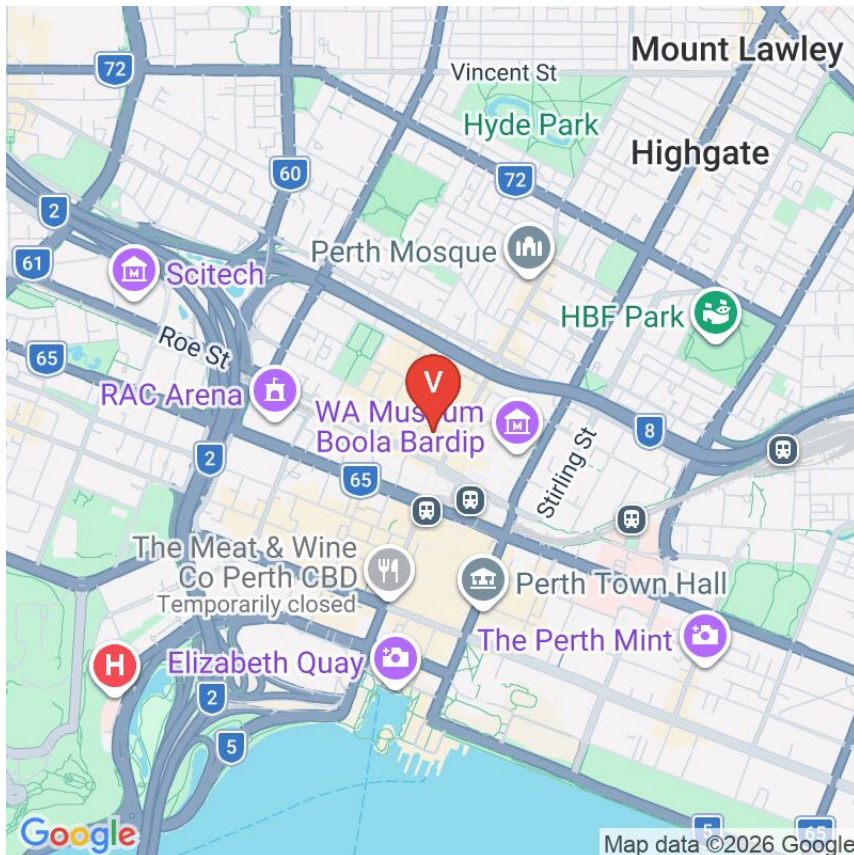 Mount Lawley
72
Vincent St
Hyde Park
Highgate
60
72
2
Perth Mosque
61
Scitech
HBF Park
Roe St
65
RAC Arena
V
WA Museum
Boola Bardip
8
2
65
Stirling St
The Meat & Wine
Co Perth CBD
Temporarily closed
Perth Town Hall
The Perth Mint
H
Elizabeth Quay
2
5
Google
5
65
Map data ©2026 Google